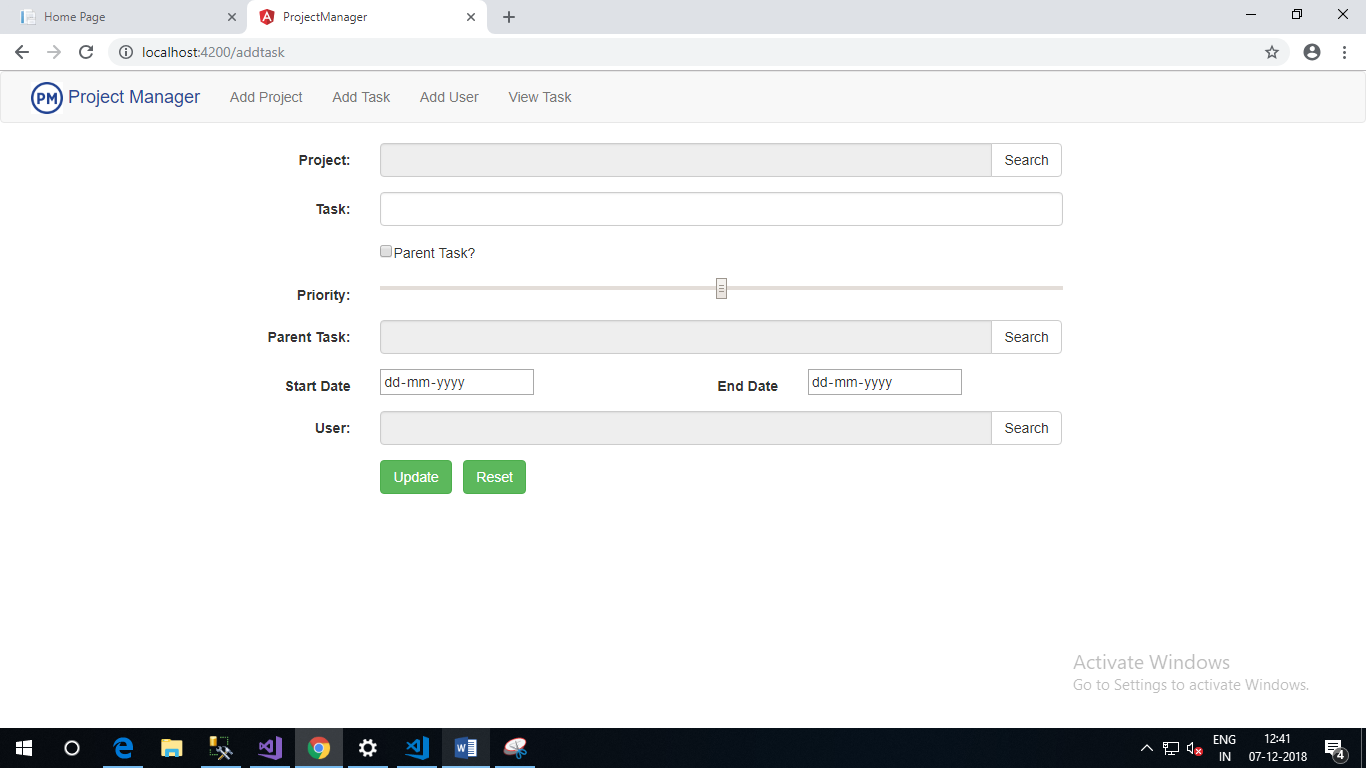 Home Page
ProjectManager
localhost:4200/addtask
PM Project Manager Add Project Add Task Add User View Task
Project: Search
Task:
Parent Task?
Priority:
Parent Task: Search
Start Date dd-mm-yyyy End Date dd-mm-yyyy
User: Search
Update Reset
Activate Windows
Go to Settings to activate Windows.
ENG 12:41
IN 07-12-2018 4